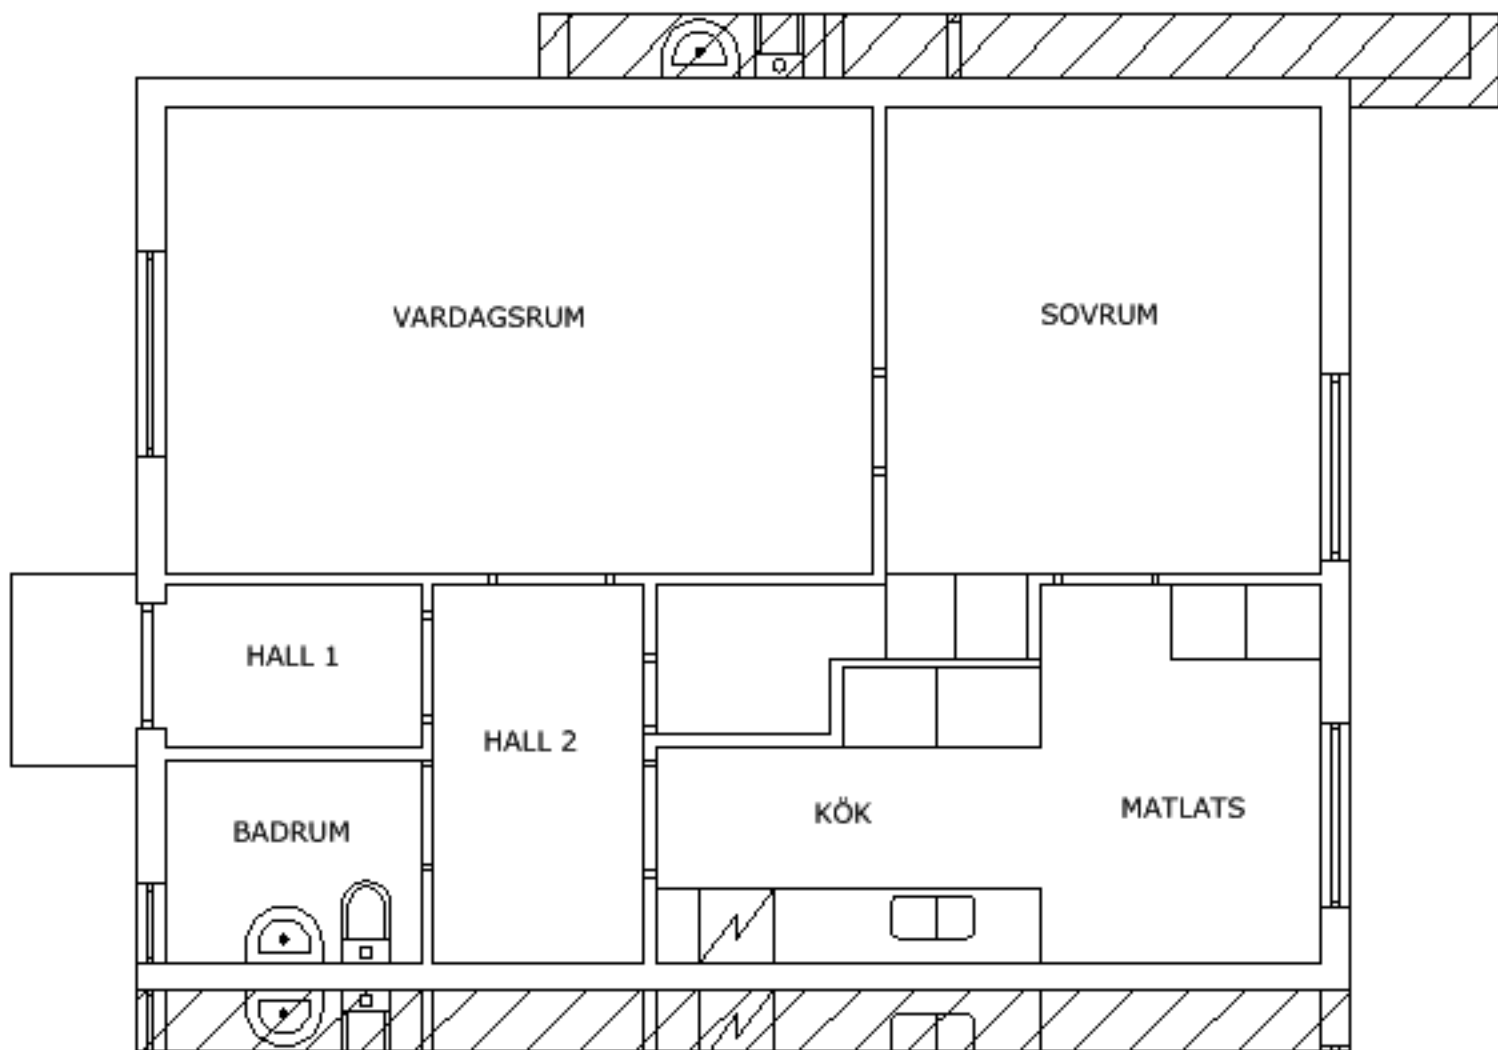 VARDAGSRUM
SOVRUM
HALL 1
HALL 2
BADRUM
KÖK
MATLATS